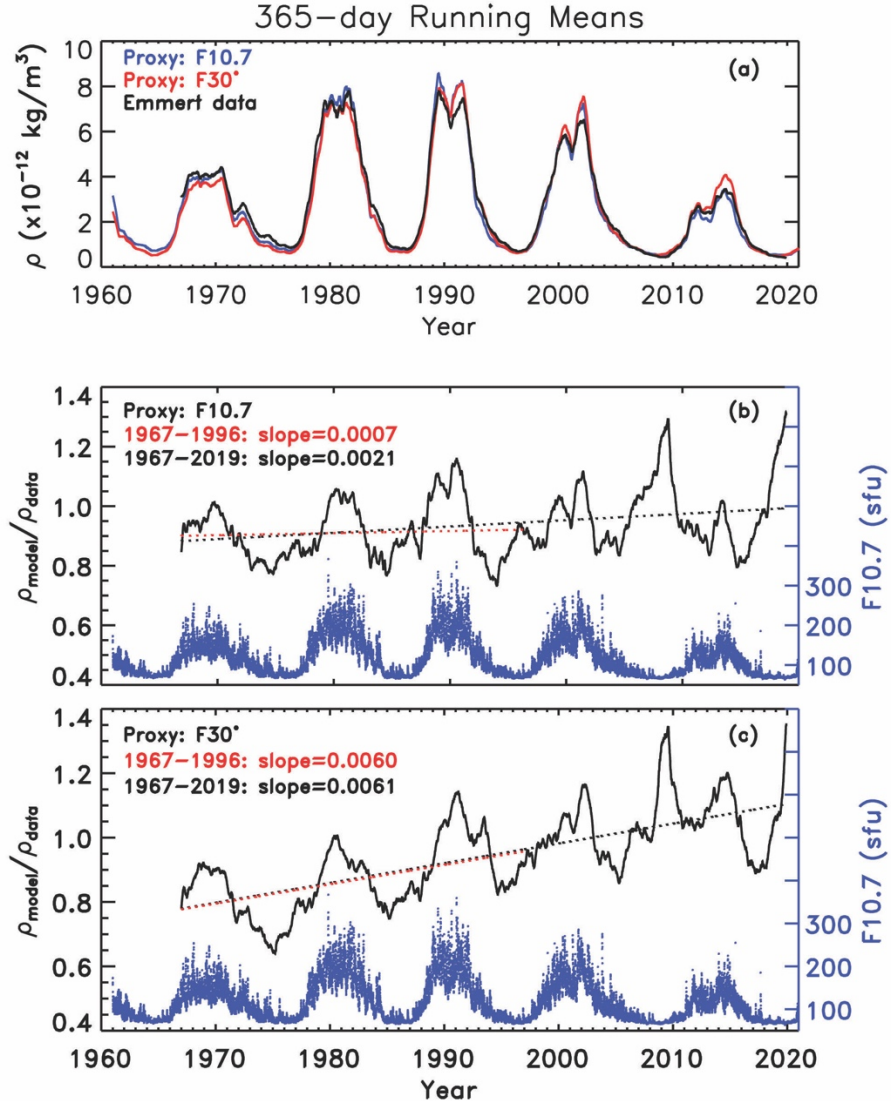 365-day Running Means
Proxy: F10.7
Proxy: F30*
Emmert data
(a)
ρ (x10⁻¹² kg/m³)
10
8
6
4
2
0
1960 1970 1980 1990 2000 2010 2020
Year
Proxy: F10.7
1967-1996: slope=0.0007
1967-2019: slope=0.0021
(b)
ρmodel/ρdata
1.4
1.2
1.0
0.8
0.6
0.4
F10.7 (sfu)
300
200
100
Proxy: F30*
1967-1996: slope=0.0060
1967-2019: slope=0.0061
(c)
ρmodel/ρdata
1.4
1.2
1.0
0.8
0.6
0.4
F10.7 (sfu)
300
200
100
1960 1970 1980 1990 2000 2010 2020
Year